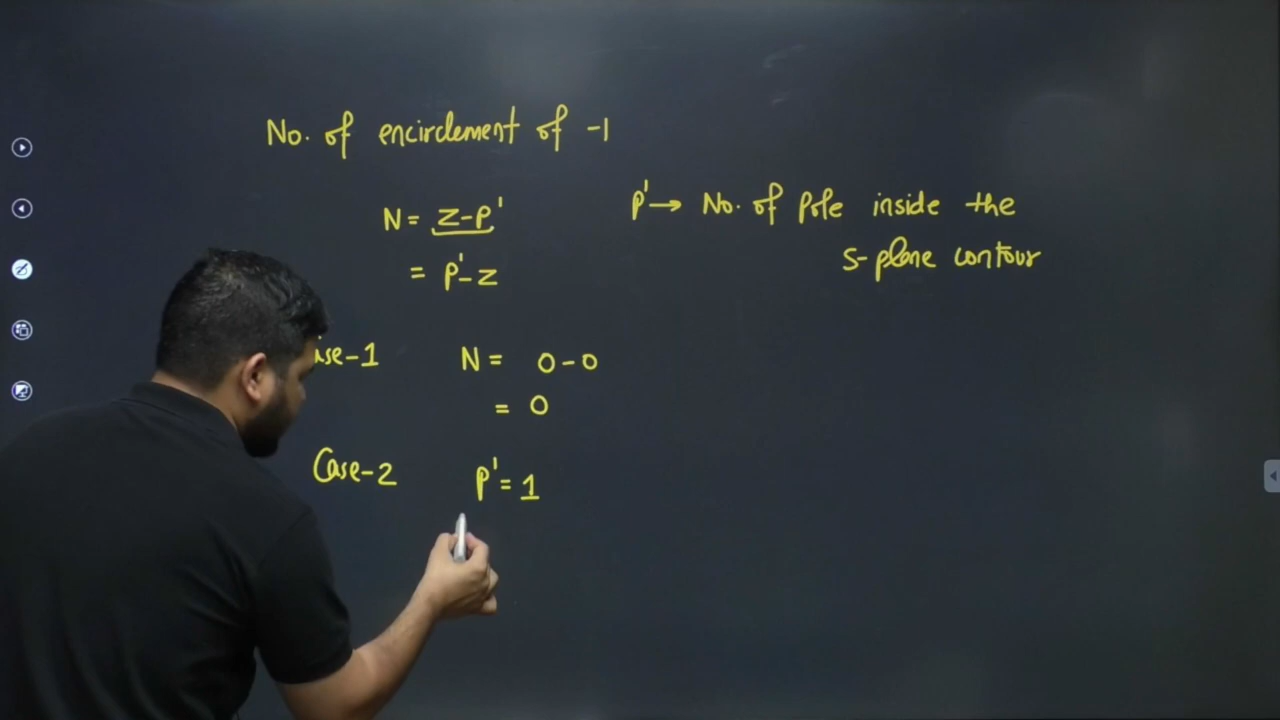 No. of encirclement of -1
N = z-p'
= p'-z
p' → No. of pole inside the
s-plane contour
-1
N = 0-0
= 0
Case-2
p' = 1